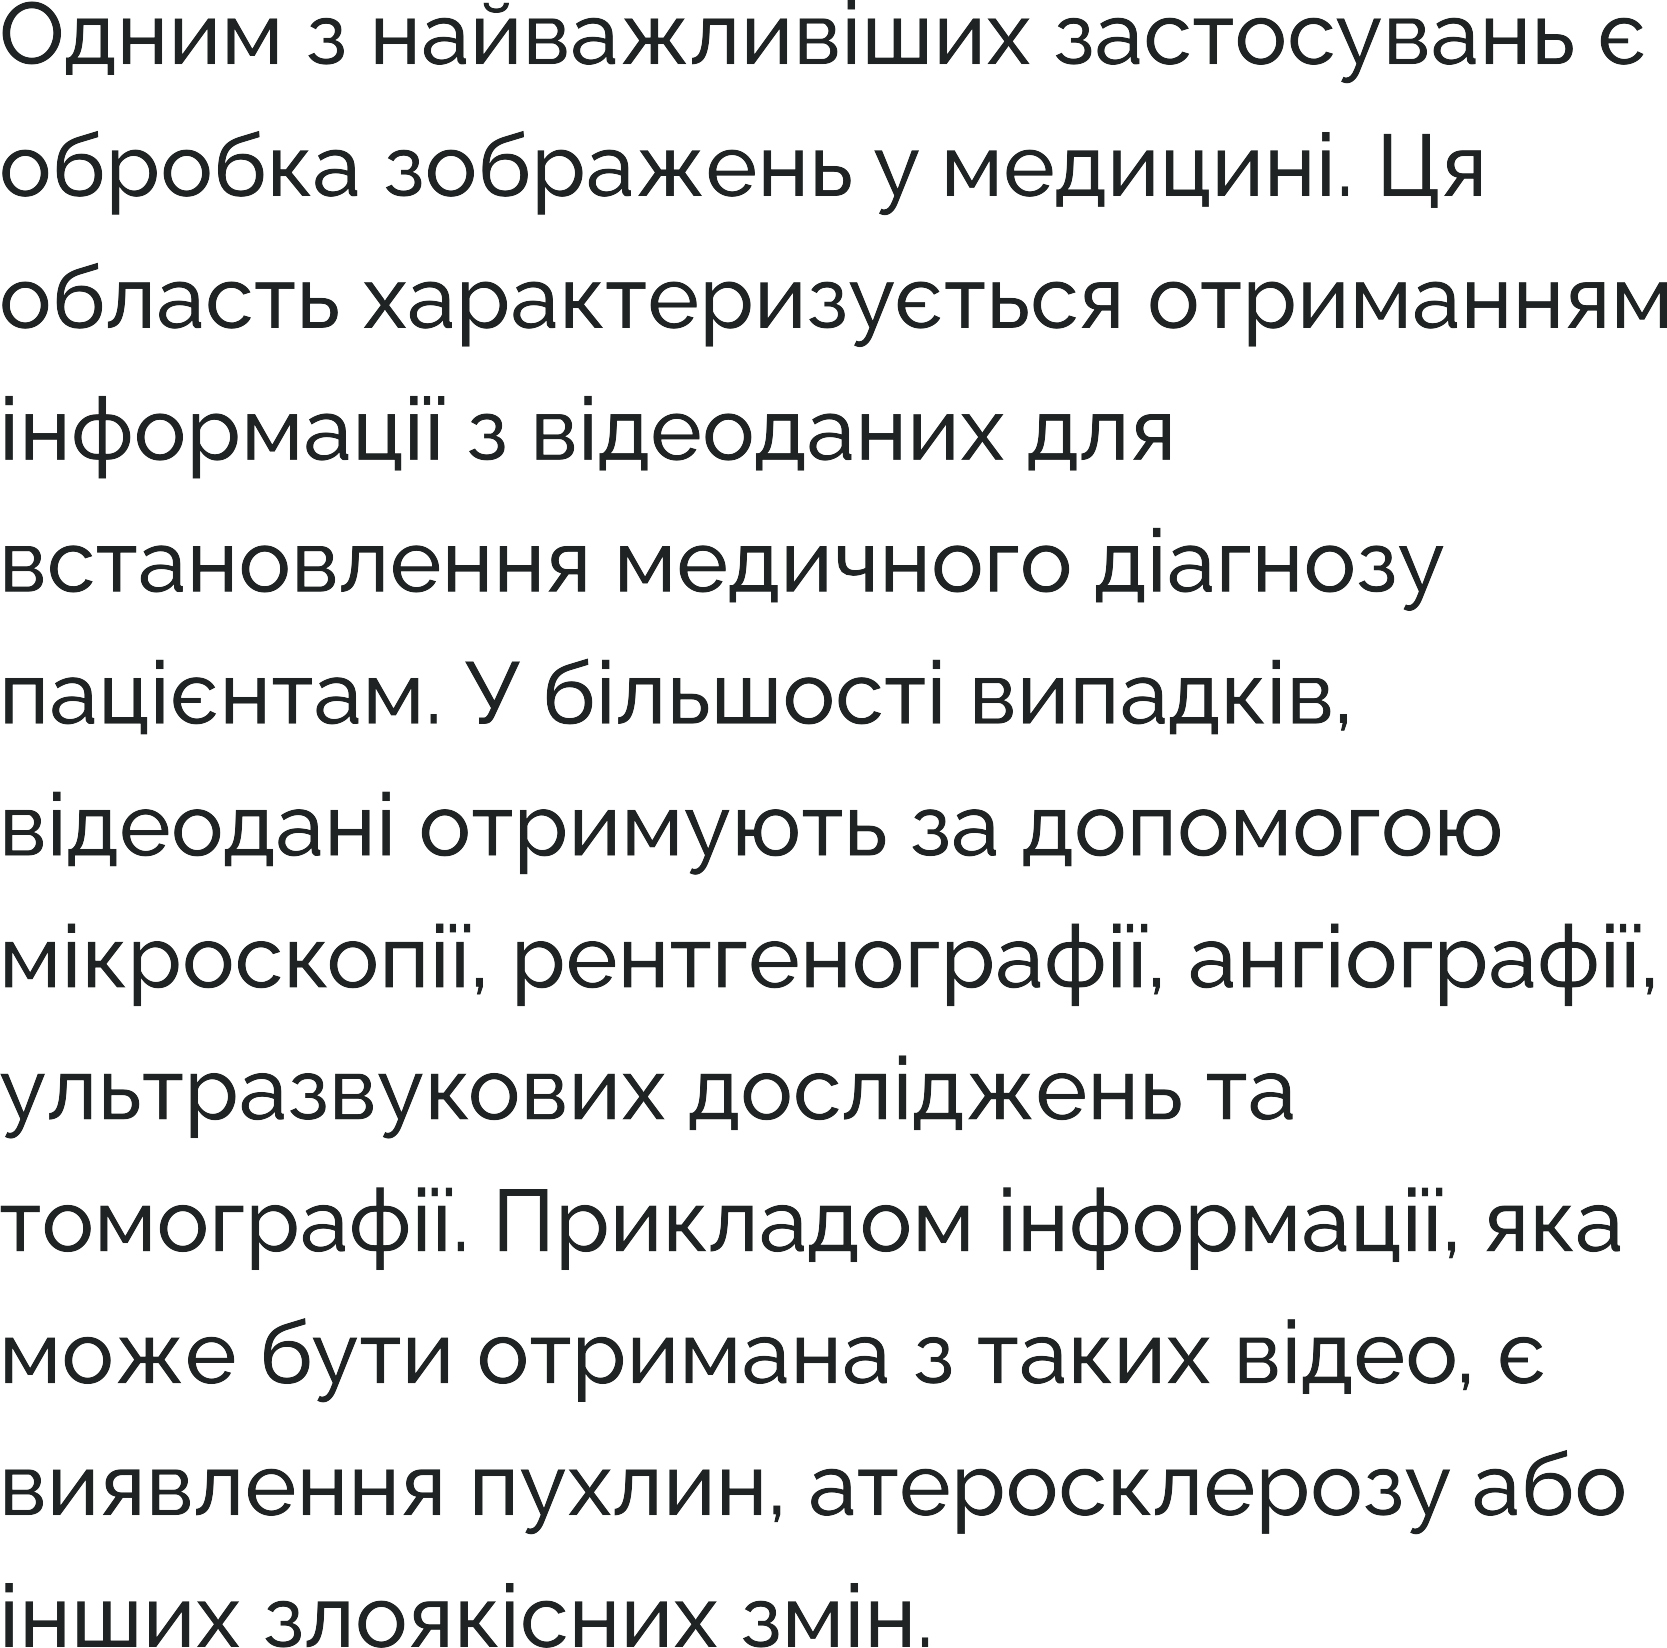 Одним з найважливіших застосувань є
обробка зображень у медицині. Ця
область характеризується отриманням
інформації з відеоданих для
встановлення медичного діагнозу
пацієнтам. У більшості випадків,
відеодані отримують за допомогою
мікроскопії, рентгенографії, ангіографії,
ультразвукових досліджень та
томографії. Прикладом інформації, яка
може бути отримана з таких відео, є
виявлення пухлин, атеросклерозу або
інших злоякісних змін.